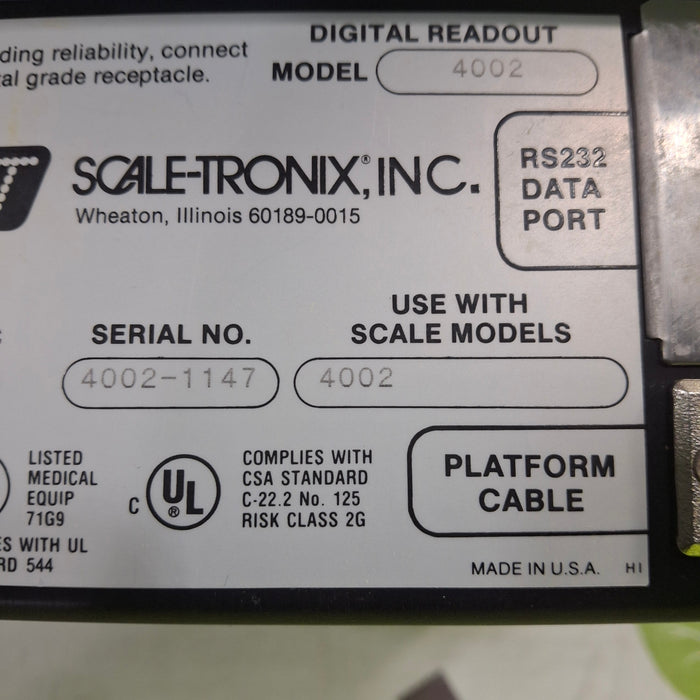 DIGITAL READOUT
MODEL 4002
ding reliability, connect
al grade receptacle.
SCALE-TRONIX,® INC.
Wheaton, Illinois 60189-0015
RS232
DATA
PORT
SERIAL NO.
4002-1147
USE WITH
SCALE MODELS
4002
LISTED
MEDICAL
EQUIP
71G9
S WITH UL
RD 544
C UL ®
COMPLIES WITH
CSA STANDARD
C-22.2 No. 125
RISK CLASS 2G
PLATFORM
CABLE
MADE IN U.S.A. HI